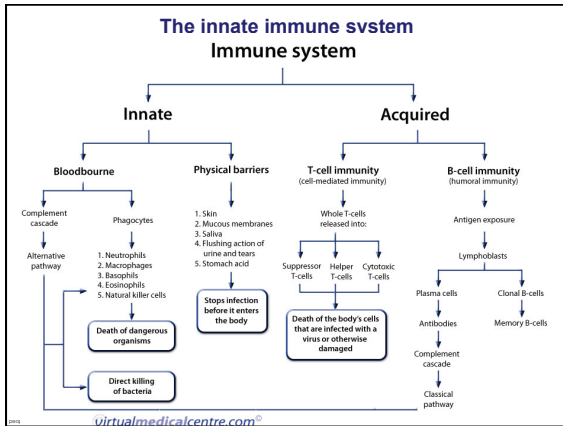 The innate immune system
Immune system
Innate
Acquired
Bloodbourne
Physical barriers
T-cell immunity
(cell-mediated immunity)
B-cell immunity
(humoral immunity)
Complement
cascade
Phagocytes
1. Skin
2. Mucous membranes
3. Saliva
4. Flushing action of
urine and tears
5. Stomach acid
Whole T-cells
released into:
Antigen exposure
Alternative
pathway
1. Neutrophils
2. Macrophages
3. Basophils
4. Eosinophils
5. Natural killer cells
Suppressor
T-cells
Helper
T-cells
Cytotoxic
T-cells
Lymphoblasts
Stops infection
before it enters
the body
Plasma cells
Clonal B-cells
Death of dangerous
organisms
Death of the body's cells
that are infected with a
virus or otherwise
damaged
Antibodies
Memory B-cells
Complement
cascade
Direct killing
of bacteria
Classical
pathway
virtualmedicalcentre.com©